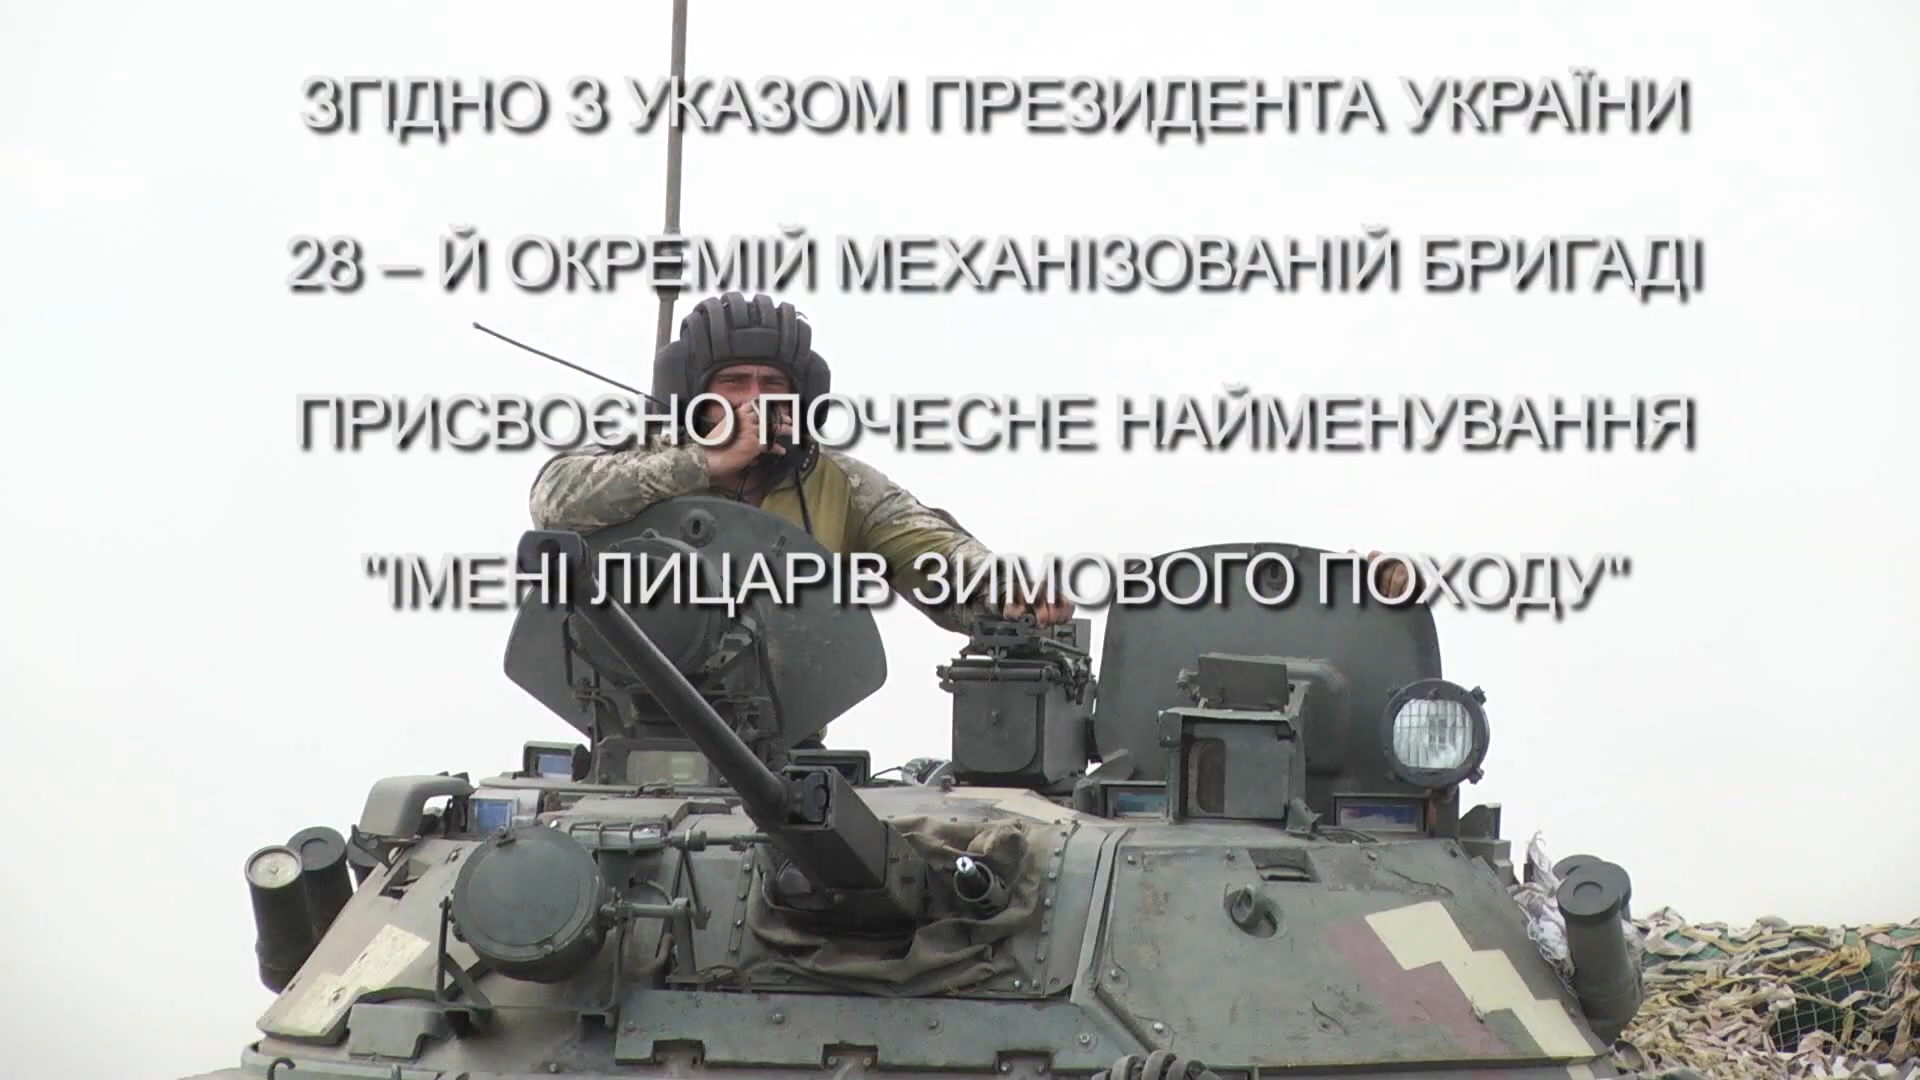 ЗГІДНО З УКАЗОМ ПРЕЗИДЕНТА УКРАЇНИ
28 – Й ОКРЕМІЙ МЕХАНІЗОВАНІЙ БРИГАДІ
ПРИСВОЄНО ПОЧЕСНЕ НАЙМЕНУВАННЯ
"ІМЕНІ ЛИЦАРІВ ЗИМОВОГО ПОХОДУ"